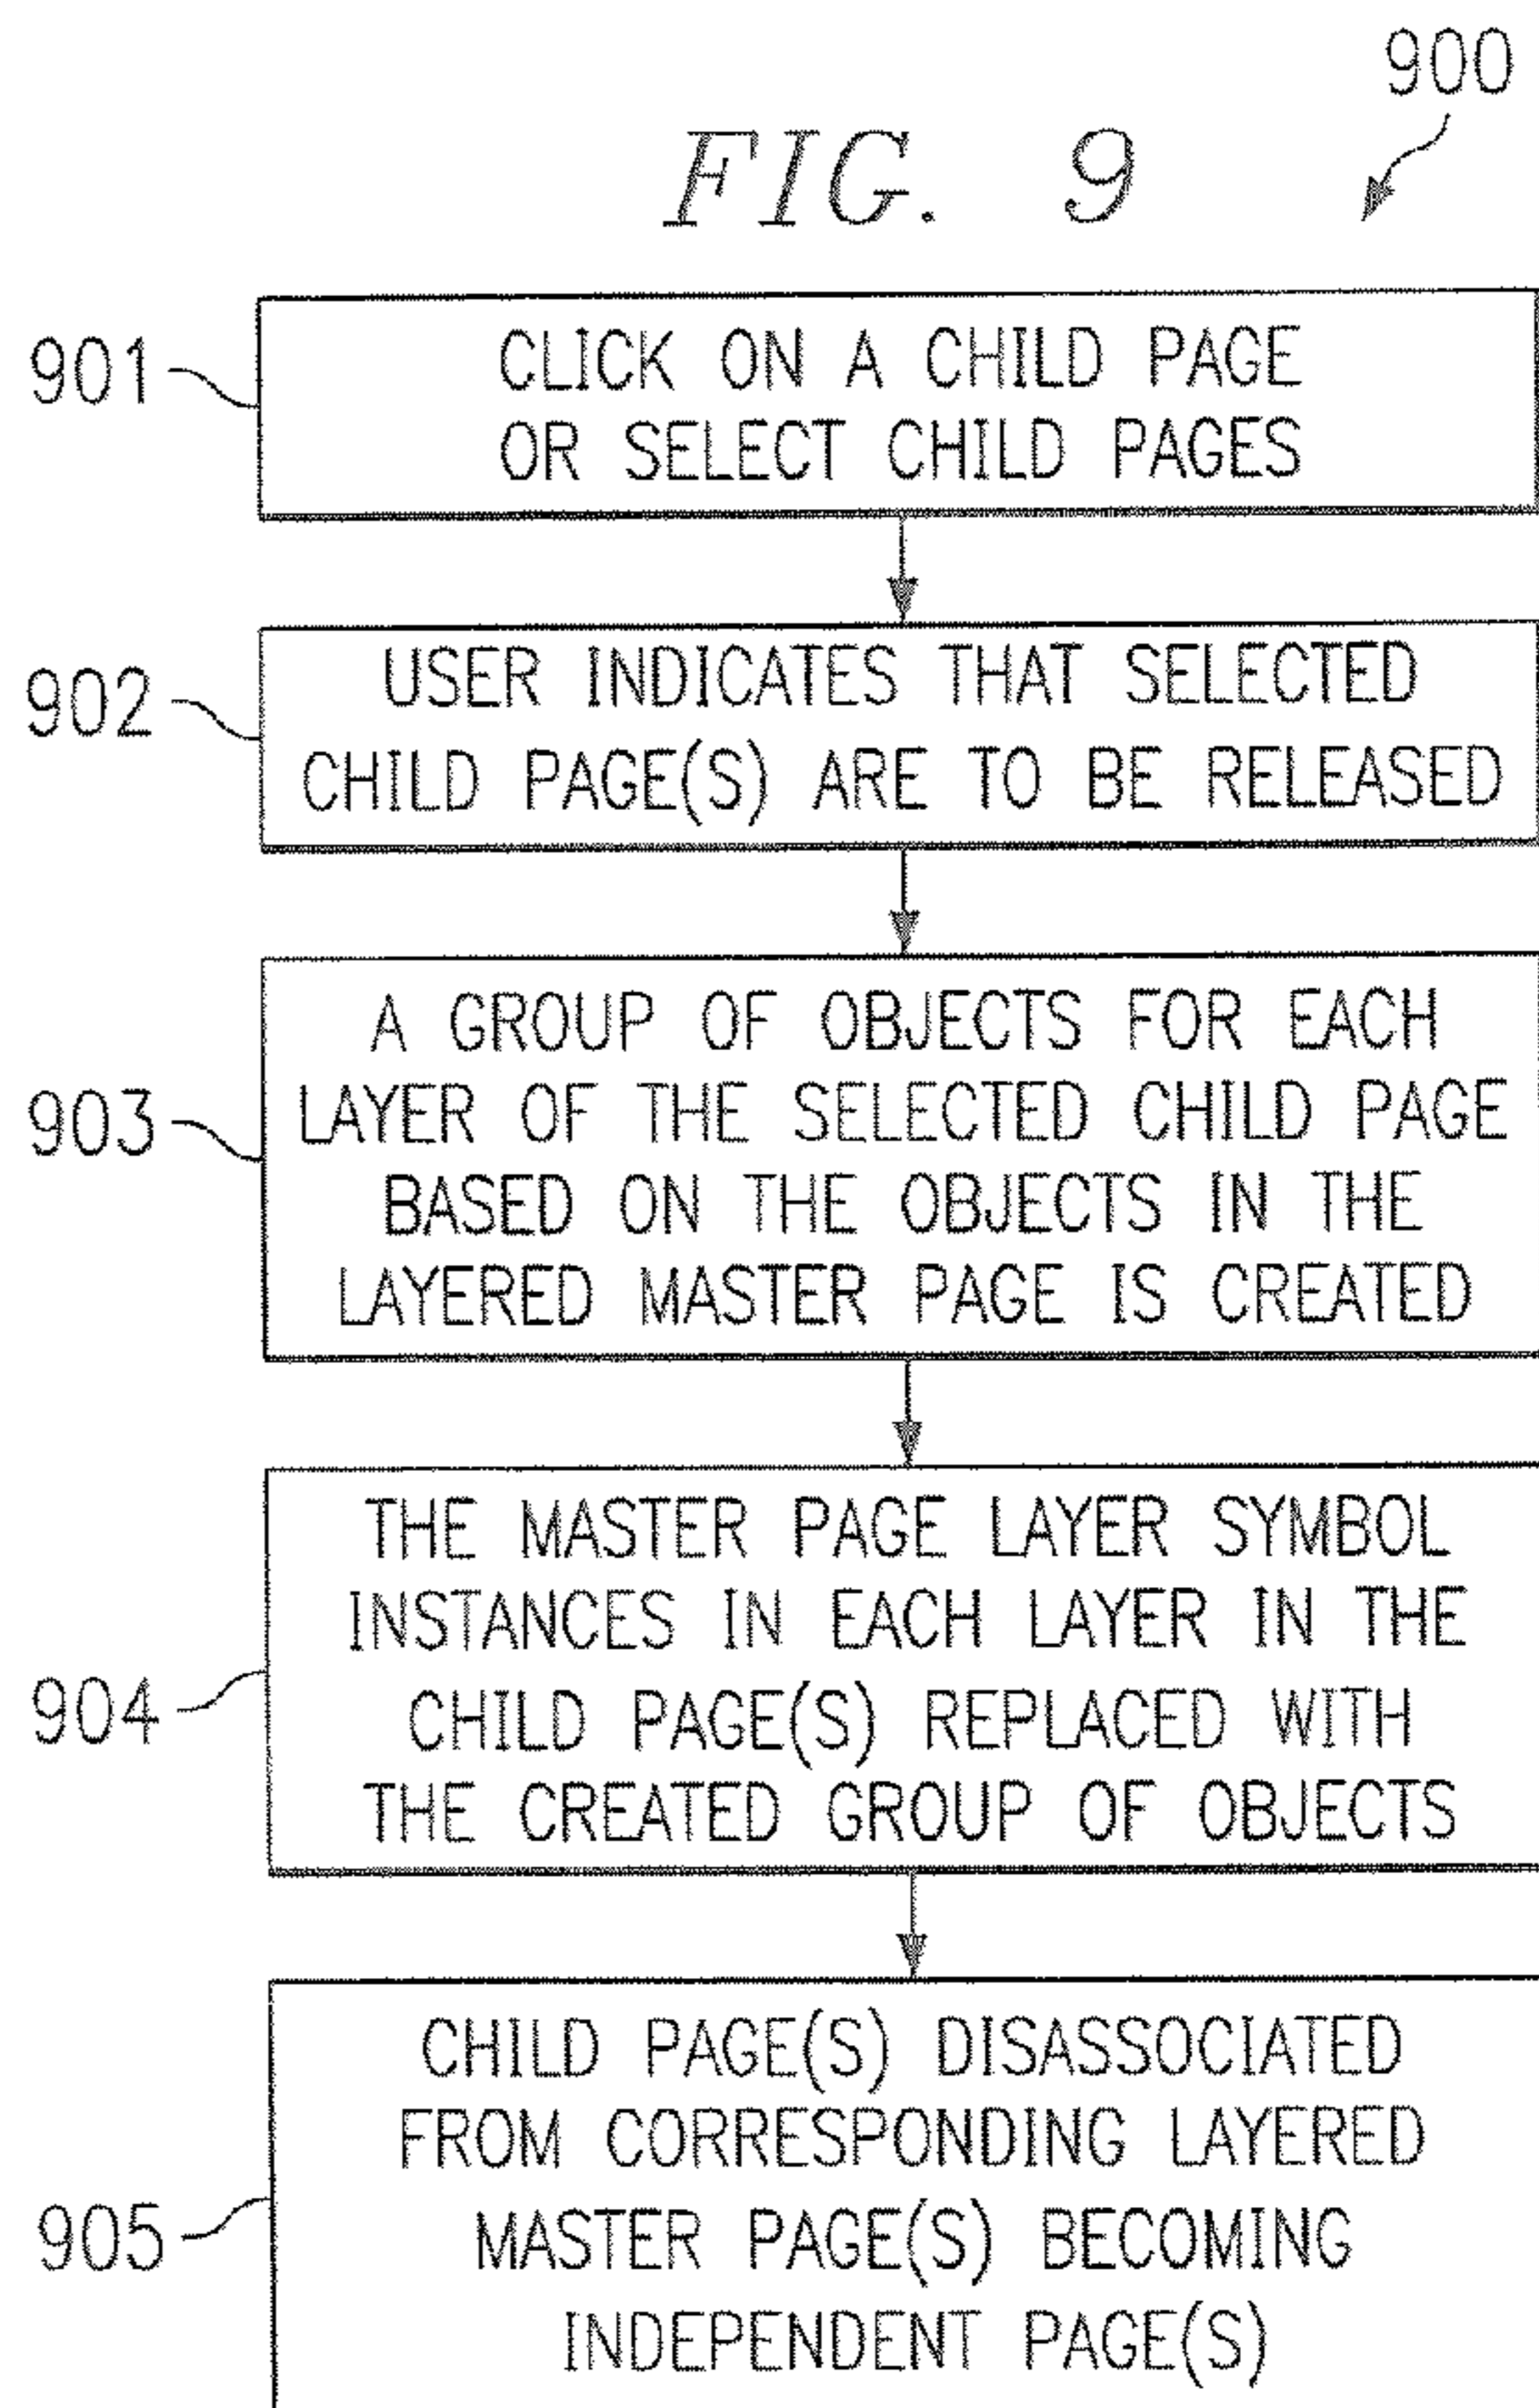 900
FIG. 9
901
CLICK ON A CHILD PAGE
OR SELECT CHILD PAGES
902
USER INDICATES THAT SELECTED
CHILD PAGE(S) ARE TO BE RELEASED
903
A GROUP OF OBJECTS FOR EACH
LAYER OF THE SELECTED CHILD PAGE
BASED ON THE OBJECTS IN THE
LAYERED MASTER PAGE IS CREATED
904
THE MASTER PAGE LAYER SYMBOL
INSTANCES IN EACH LAYER IN THE
CHILD PAGE(S) REPLACED WITH
THE CREATED GROUP OF OBJECTS
905
CHILD PAGE(S) DISASSOCIATED
FROM CORRESPONDING LAYERED
MASTER PAGE(S) BECOMING
INDEPENDENT PAGE(S)